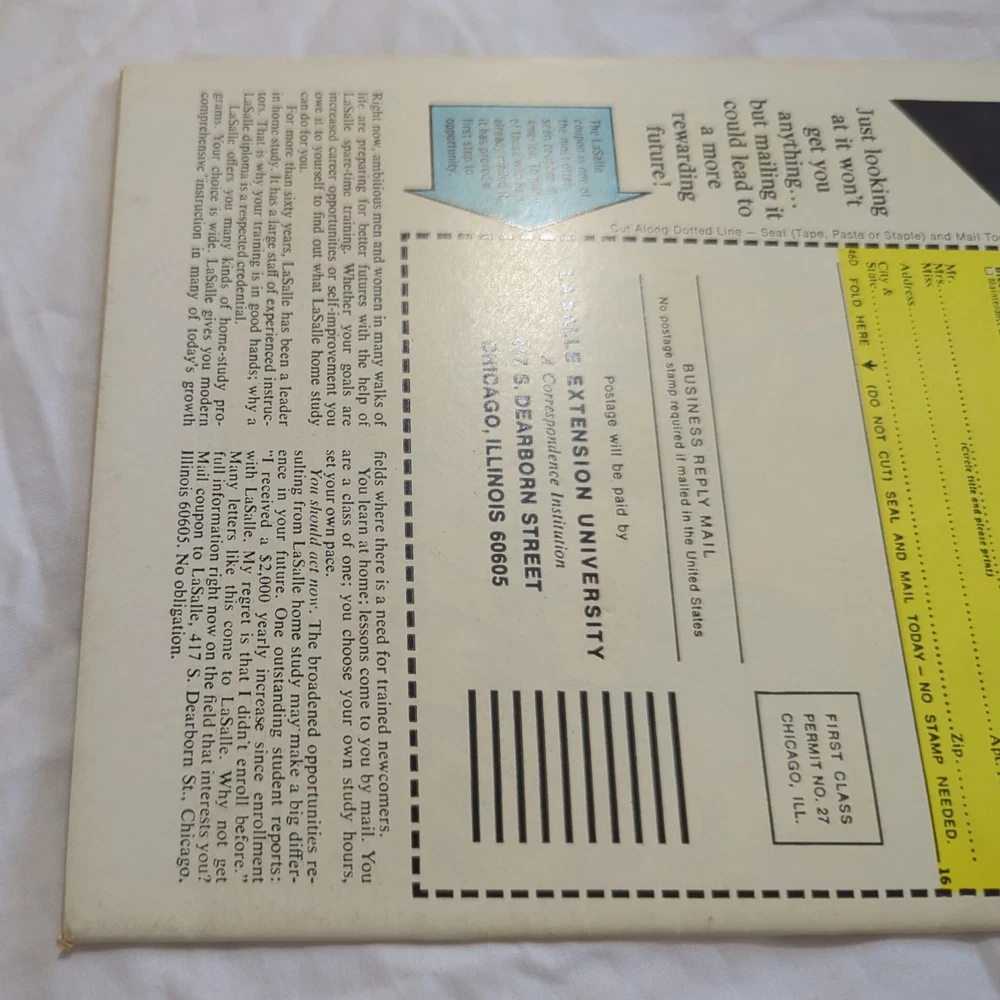 Just looking
at it won't
get you
anything...
but mailing it
could lead to
a more
rewarding
future!
The LaSalle
coupon is one of
the most often
first step to
opportunity.
Cut Along Dotted Line — Seal (Tape, Paste or Staple) and Mail
Mr.
Mrs.
Miss
(circle title and please print)
Address
Apt.
City &
State
Zip
FOLD HERE (DO NOT CUT) SEAL AND MAIL TODAY — NO STAMP NEEDED.
16
FIRST CLASS
PERMIT NO. 27
CHICAGO, ILL.
BUSINESS REPLY MAIL
No postage stamp required if mailed in the United States
Postage will be paid by
LA SALLE EXTENSION UNIVERSITY
A Correspondence Institution
417 S. DEARBORN STREET
CHICAGO, ILLINOIS 60605
Right now, ambitious men and women in many walks of
life are preparing for better futures with the help of
LaSalle spare-time training. Whether your goals are
increased career opportunities or self-improvement you
owe it to yourself to find out what LaSalle home study
can do for you.
For more than sixty years, LaSalle has been a leader
in home study. It has a large staff of experienced instruc-
tors. That is why your training is in good hands; why a
LaSalle diploma is a respected credential.
LaSalle offers you many kinds of home-study pro-
grams. Your choice is wide. LaSalle gives you modern
comprehensive instruction in many of today's growth
fields where there is a need for trained newcomers.
You learn at home; lessons come to you by mail. You
are a class of one; you choose your own study hours,
set your own pace.
You should act now. The broadened opportunities re-
sulting from LaSalle home study may make a big differ-
ence in your future. One outstanding student reports:
"I received a $2,000 yearly increase since enrollment
with LaSalle. My regret is that I didn't enroll before."
Many letters like this come to LaSalle. Why not get
full information right now on the field that interests you?
Mail coupon to LaSalle, 417 S. Dearborn St., Chicago,
Illinois 60605. No obligation.